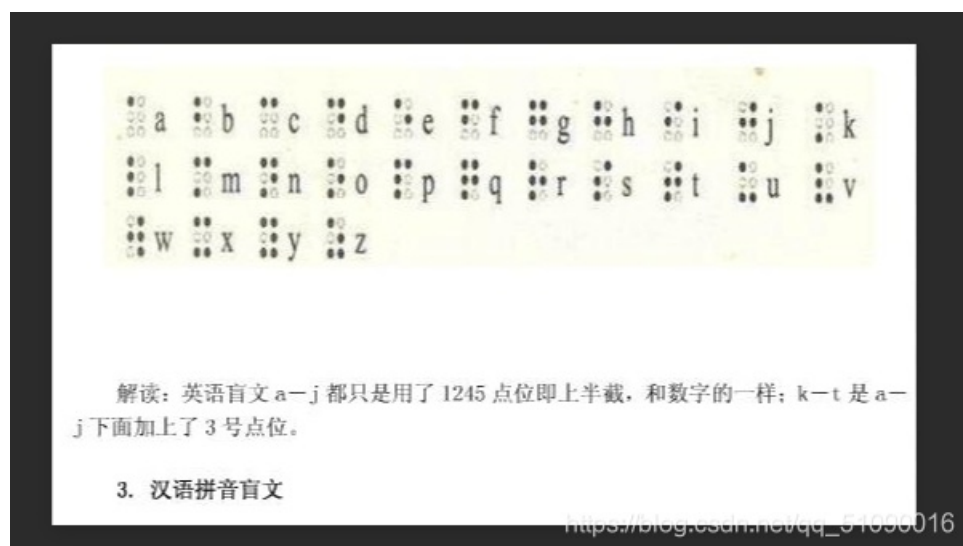 a b c d e f g h i j k
l m n o p q r s t u v
w x y z
解读：英语盲文 a－j 都只是用了 1245 点位即上半截，和数字的一样；k－t 是 a－
j 下面加上了 3 号点位。
3. 汉语拼音盲文
https://blog.csdn.net/qq_51090016